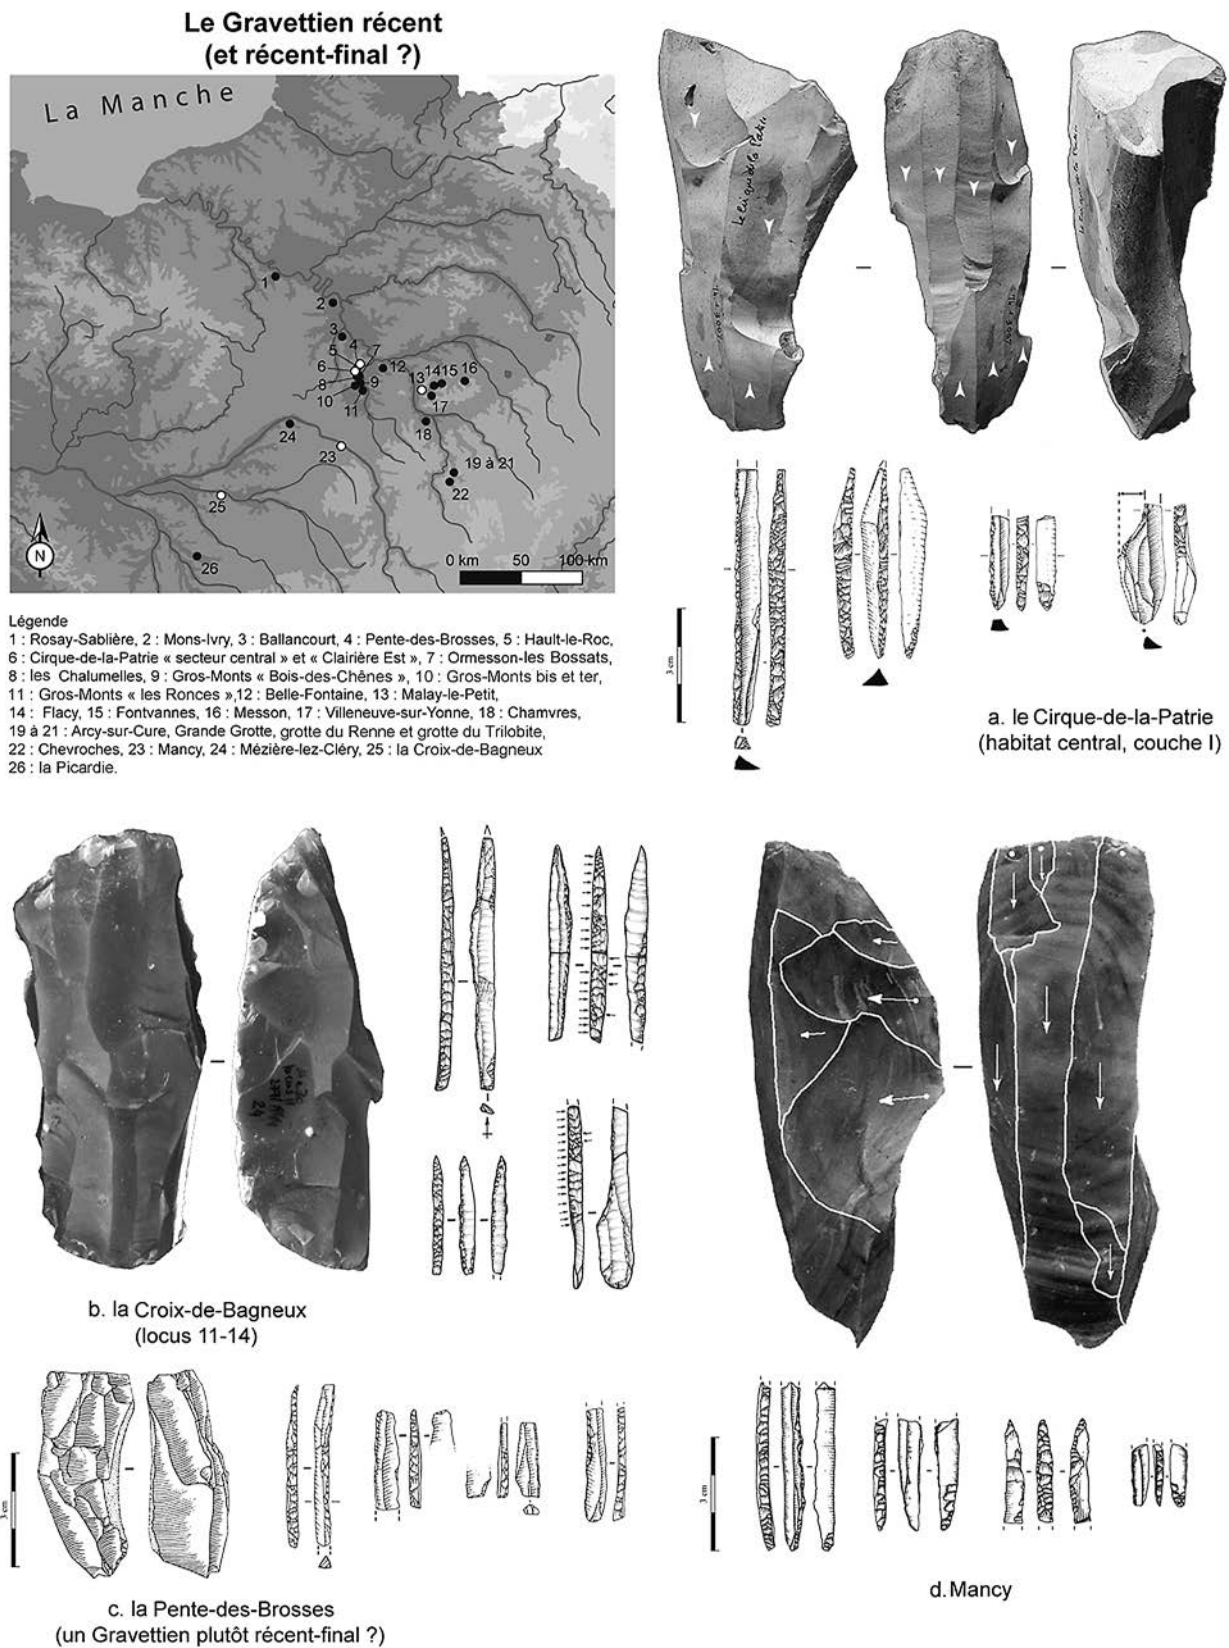 Le Gravettien récent
(et récent-final ?)
La Manche
1
2
3
4
5
7
6
12
8
9
13
1415
16
10
11
17
18
24
23
19 à 21
22
25
26
N
0 km 50 100 km
Légende
1 : Rosay-Sablière, 2 : Mons-Ivry, 3 : Ballancourt, 4 : Pente-des-Brosses, 5 : Hault-le-Roc,
6 : Cirque-de-la-Patrie « secteur central » et « Clairière Est », 7 : Ormesson-les Bossats,
8 : les Chalumelles, 9 : Gros-Monts « Bois-des-Chênes », 10 : Gros-Monts bis et ter,
11 : Gros-Monts « les Ronces »,12 : Belle-Fontaine, 13 : Malay-le-Petit,
14 : Flacy, 15 : Fontvannes, 16 : Messon, 17 : Villeneuve-sur-Yonne, 18 : Chamvres,
19 à 21 : Arcy-sur-Cure, Grande Grotte, grotte du Renne et grotte du Trilobite,
22 : Chevroches, 23 : Mancy, 24 : Mézière-lez-Cléry, 25 : la Croix-de-Bagneux
26 : la Picardie.
3 cm
a. le Cirque-de-la-Patrie
(habitat central, couche I)
b. la Croix-de-Bagneux
(locus 11-14)
3 cm
c. la Pente-des-Brosses
(un Gravettien plutôt récent-final ?)
3 cm
d. Mancy